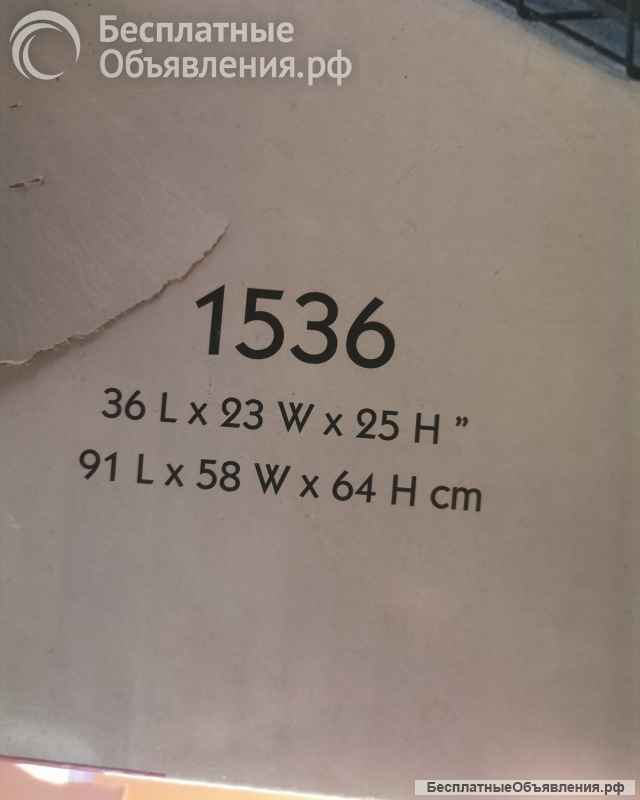 Бесплатные
Объявления.рф
1536
36 L x 23 W x 25 H ”
91 L x 58 W x 64 H cm
БесплатныеОбъявления.рф